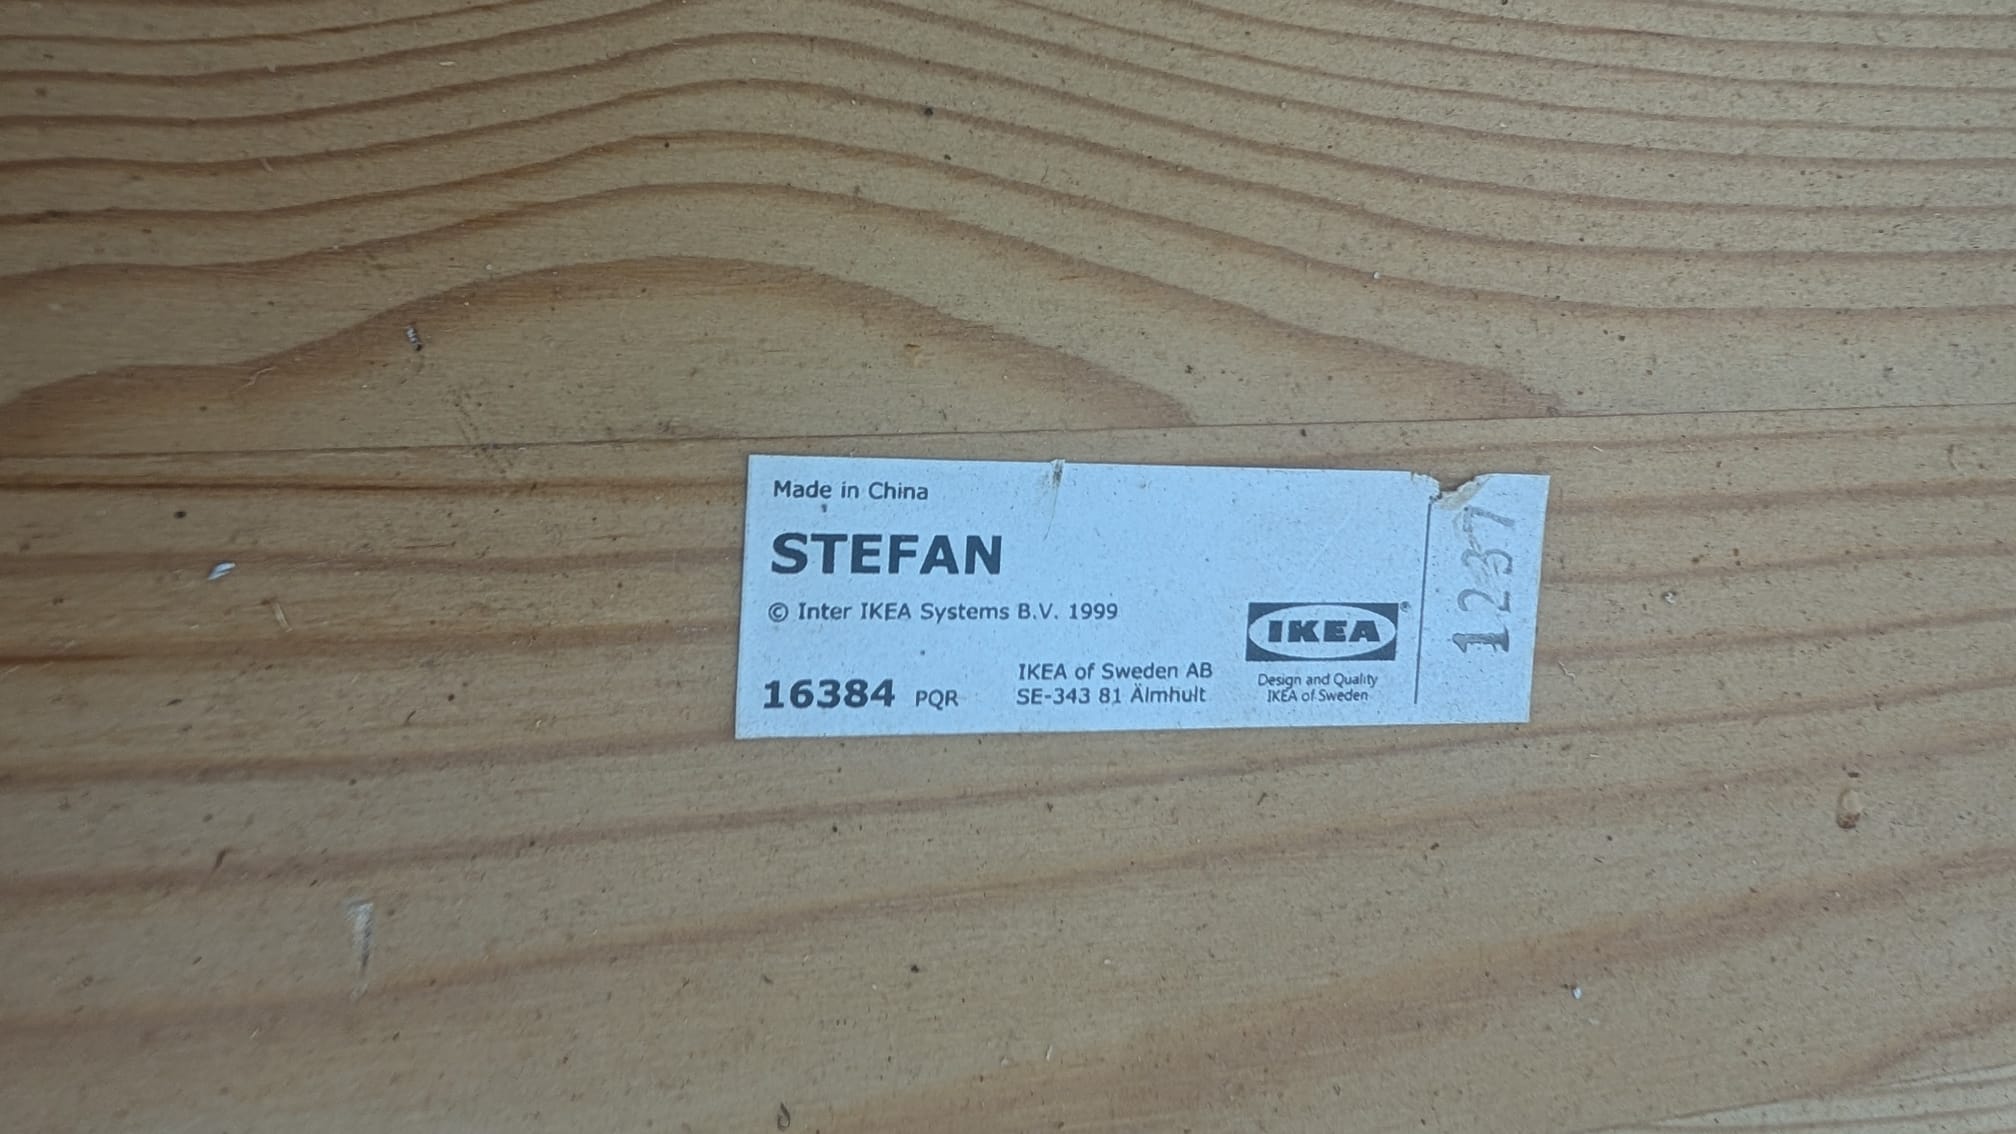 Made in China
STEFAN
© Inter IKEA Systems B.V. 1999
16384 PQR
IKEA of Sweden AB
SE-343 81 Älmhult
IKEA®
Design and Quality
IKEA of Sweden
1237